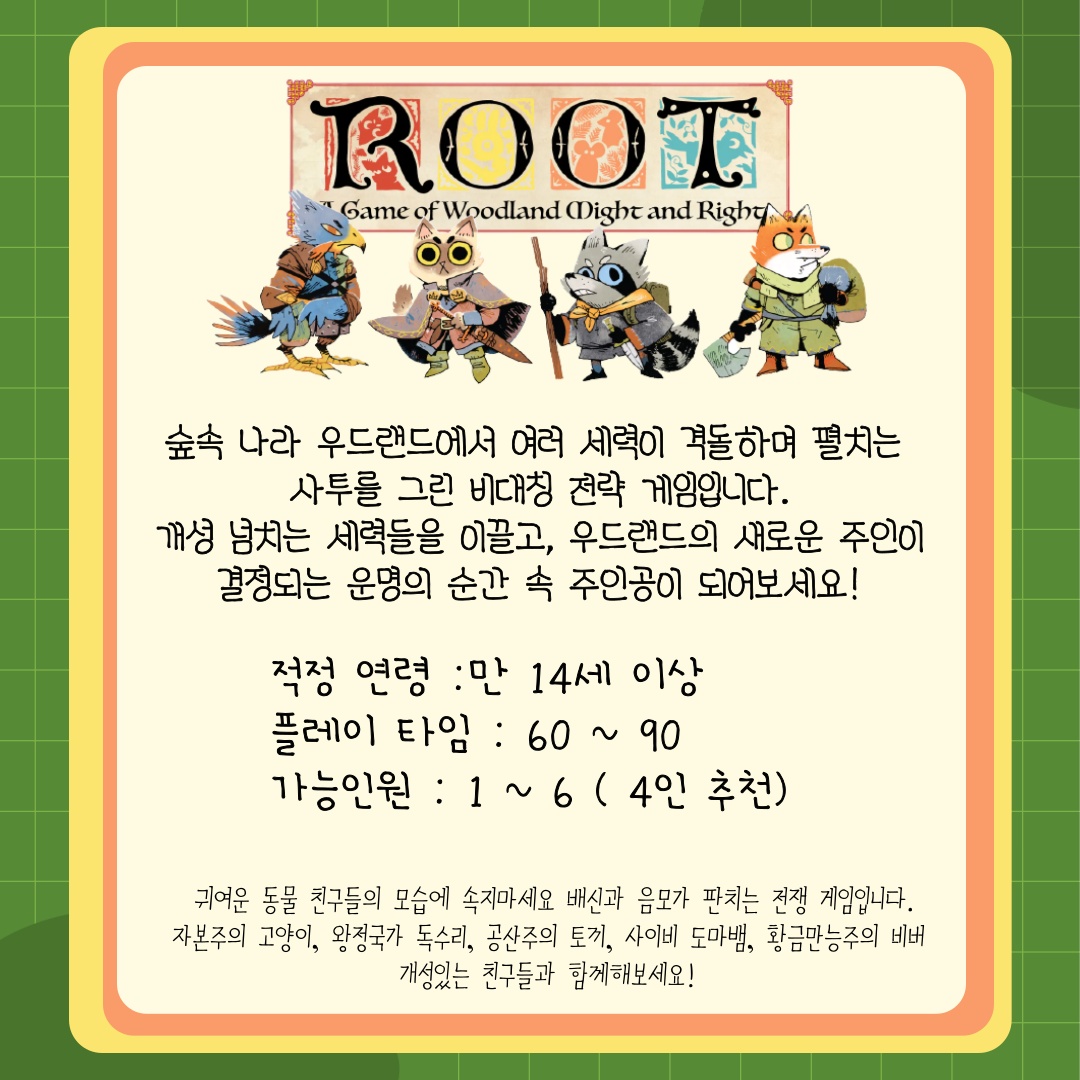 ROOT
A Game of Woodland Might and Right
숲속 나라 우드랜드에서 여러 세력이 격돌하며 펼치는
사투를 그린 비대칭 전략 게임입니다.
개성 넘치는 세력들을 이끌고, 우드랜드의 새로운 주인이
결정되는 운명의 순간 속 주인공이 되어보세요!
적정 연령 :만 14세 이상
플레이 타임 : 60 ~ 90
가능인원 : 1 ~ 6 ( 4인 추천)
귀여운 동물 친구들의 모습에 속지마세요 배신과 음모가 판치는 전쟁 게임입니다.
자본주의 고양이, 왕정국가 독수리, 공산주의 토끼, 사이비 도마뱀, 황금만능주의 비버
개성있는 친구들과 함께해보세요!